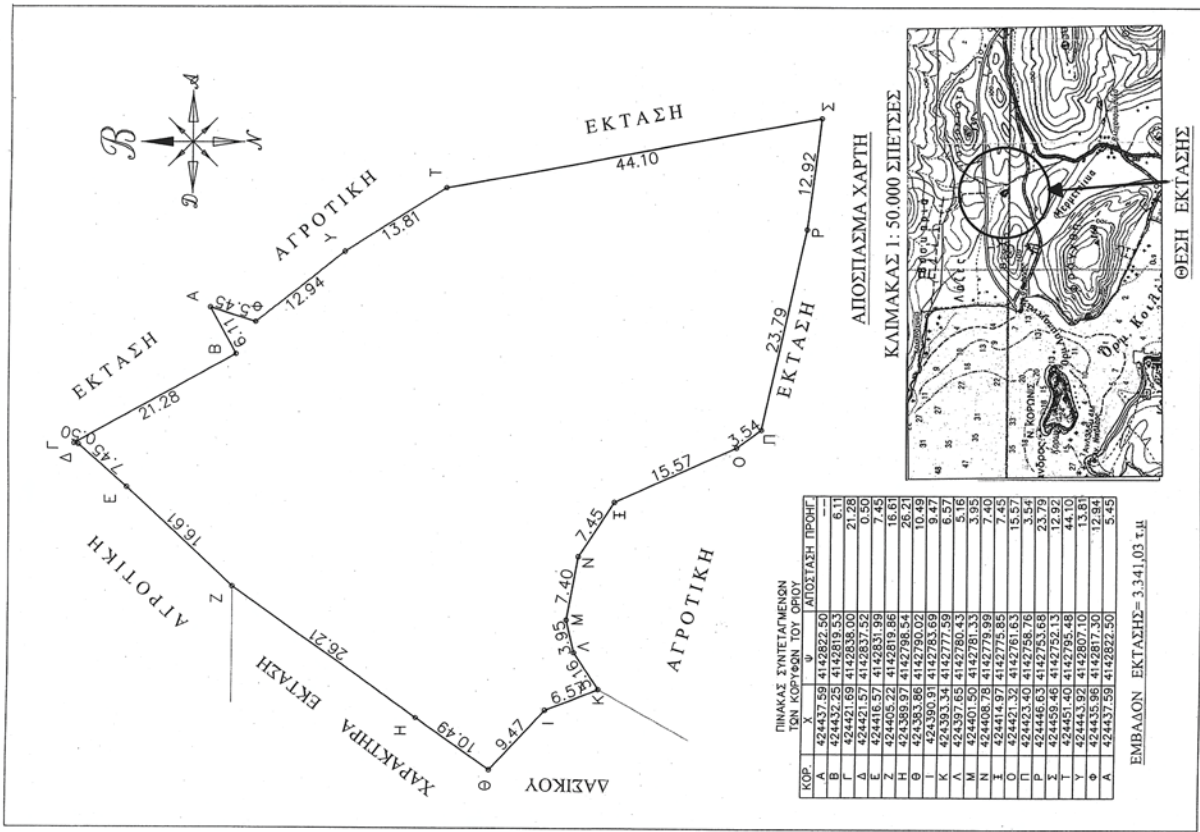 Β
Δ
Α
Ν
ΕΚΤΑΣΗ
ΑΓΡΟΤΙΚΗ
ΕΚΤΑΣΗ
ΑΓΡΟΤΙΚΗ
ΕΚΤΑΣΗ
ΧΑΡΑΚΤΗΡΑ
ΔΑΣΙΚΟΥ
ΑΓΡΟΤΙΚΗ
ΕΚΤΑΣΗ
Α
6.11
Β
21.28
Γ
0.50
Δ
7.45
Ε
16.61
Ζ
26.21
Η
10.49
Θ
9.47
Ι
6.57
Κ
5.16
Λ
3.95
Μ
7.40
Ν
7.45
Ξ
15.57
Ο
3.54
Π
23.79
Ρ
12.92
Σ
44.10
Τ
13.81
Υ
12.94
Φ
5.45
ΑΠΟΣΠΑΣΜΑ ΧΑΡΤΗ
ΚΛΙΜΑΚΑΣ 1: 50.000 ΣΠΕΤΣΕΣ
Ν. ΚΟΡΩΝΙΣ
Ὅρμ. Κοιλ
ΘΕΣΗ ΕΚΤΑΣΗΣ
ΠΙΝΑΚΑΣ ΣΥΝΤΕΤΑΓΜΕΝΩΝ
ΤΩΝ ΚΟΡΥΦΩΝ ΤΟΥ ΟΡΙΟΥ
ΚΟΡ. Χ Ψ ΑΠΟΣΤΑΣΗ ΠΡΟΗΓ.
Α 424437.59 4142822.50 ---
Β 424432.25 4142819.53 6.11
Γ 424421.69 4142838.00 21.28
Δ 424421.57 4142837.52 0.50
Ε 424416.57 4142831.99 7.45
Ζ 424405.22 4142819.86 16.61
Η 424389.97 4142798.54 26.21
Θ 424383.86 4142790.02 10.49
Ι 424390.91 4142783.69 9.47
Κ 424393.34 4142777.59 6.57
Λ 424397.65 4142780.43 5.16
Μ 424401.50 4142781.33 3.95
Ν 424408.78 4142779.99 7.40
Ξ 424414.97 4142775.85 7.45
Ο 424421.32 4142761.63 15.57
Π 424423.40 4142758.76 3.54
Ρ 424446.63 4142753.68 23.79
Σ 424459.46 4142752.13 12.92
Τ 424451.40 4142795.48 44.10
Υ 424443.92 4142807.10 13.81
Φ 424435.96 4142817.30 12.94
Α 424437.59 4142822.50 5.45
ΕΜΒΑΔΟΝ ΕΚΤΑΣΗΣ= 3.341,03 τ.μ